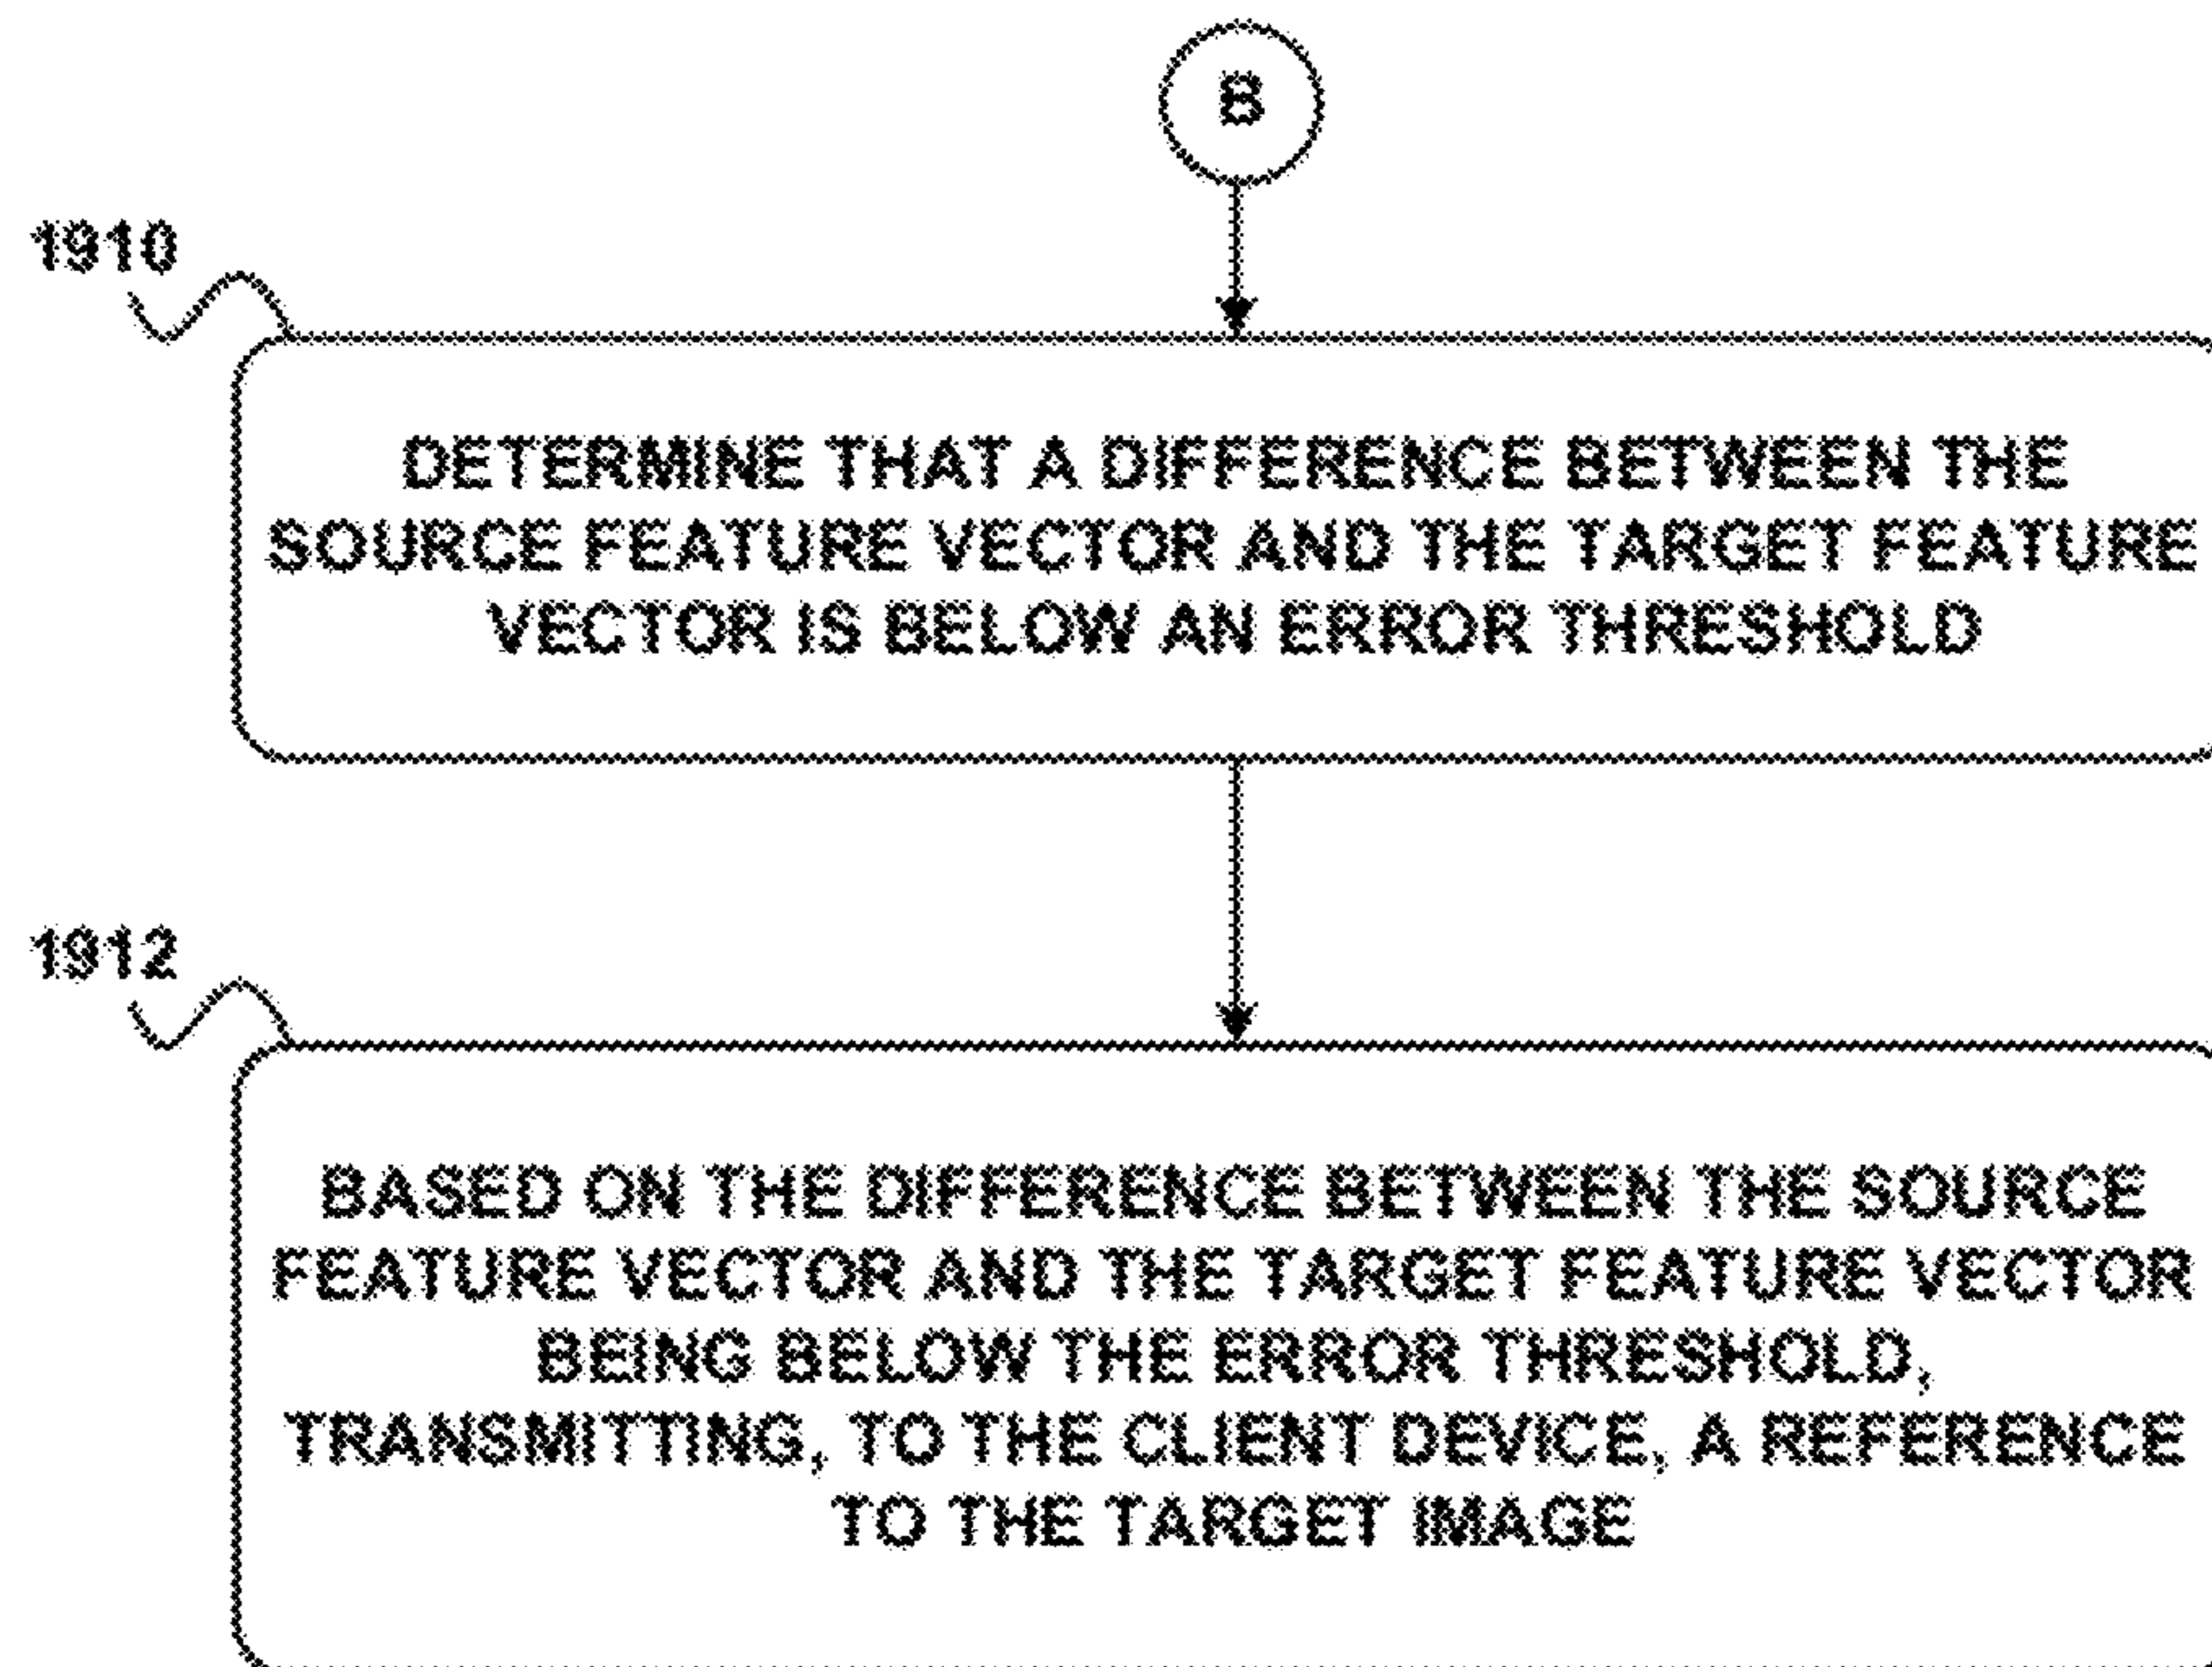 B
1910
DETERMINE THAT A DIFFERENCE BETWEEN THE
SOURCE FEATURE VECTOR AND THE TARGET FEATURE
VECTOR IS BELOW AN ERROR THRESHOLD
1912
BASED ON THE DIFFERENCE BETWEEN THE SOURCE
FEATURE VECTOR AND THE TARGET FEATURE VECTOR
BEING BELOW THE ERROR THRESHOLD,
TRANSMITTING, TO THE CLIENT DEVICE, A REFERENCE
TO THE TARGET IMAGE